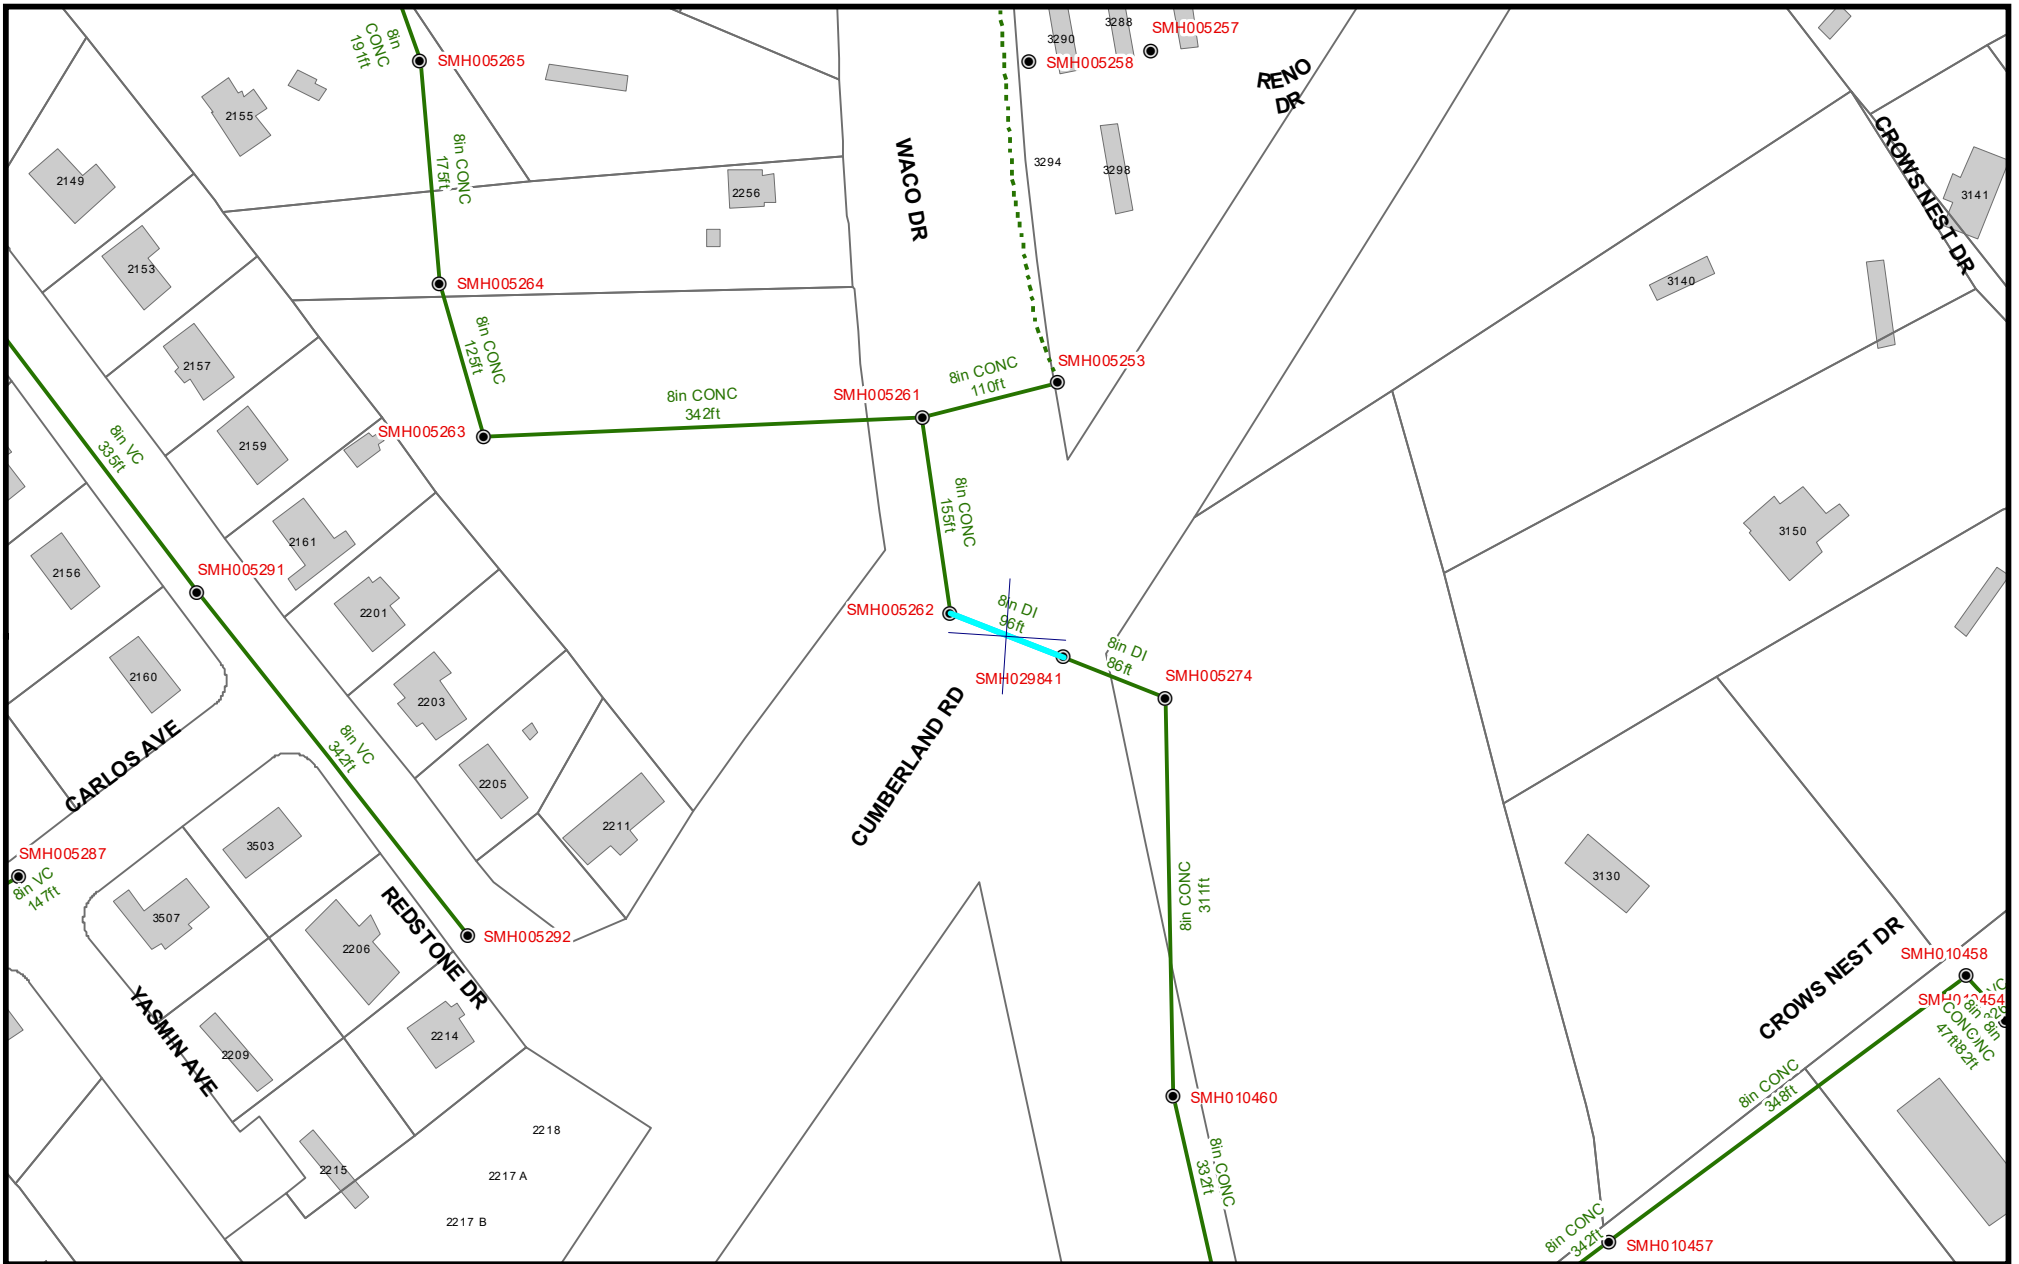 8in
CONC
191ft
SMH005265
3290
3288
SMH005257
SMH005258
RENO
DR
2155
8in CONC
175ft
WACO DR
3294
3298
CROWS NEST DR
2149
2256
3141
2153
SMH005264
3140
8in CONC
125ft
2157
SMH005253
8in CONC
110ft
8in CONC
342ft
SMH005261
SMH005263
8in VC
335ft
2159
8in CONC
155ft
2161
3150
2156
SMH005291
2201
SMH005262
8in DI
96ft
8in DI
86ft
SMH029841
SMH005274
2160
2203
CARLOS AVE
8in VC
342ft
CUMBERLAND RD
2205
2211
3503
SMH005287
8in VC
147ft
3507
8in CONC
311ft
3130
REDSTONE DR
2206
SMH005292
CROWS NEST DR
SMH010458
SMH010454
8in
CONC
47ft
82ft
YASMIN AVE
2214
2209
8in CONC
348ft
SMH010460
2218
2215
2217 A
8in CONC
332ft
2217 B
8in CONC
342ft
SMH010457